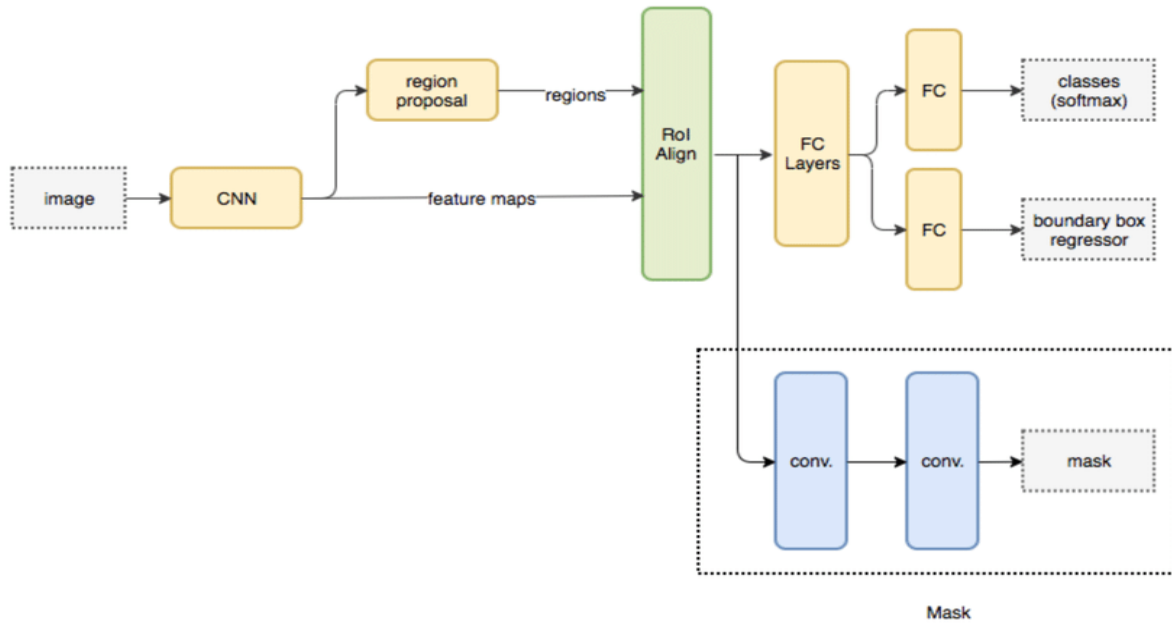 image
CNN
region
proposal
regions
feature maps
RoI
Align
FC
Layers
FC
classes
(softmax)
FC
boundary box
regressor
conv.
conv.
mask
Mask